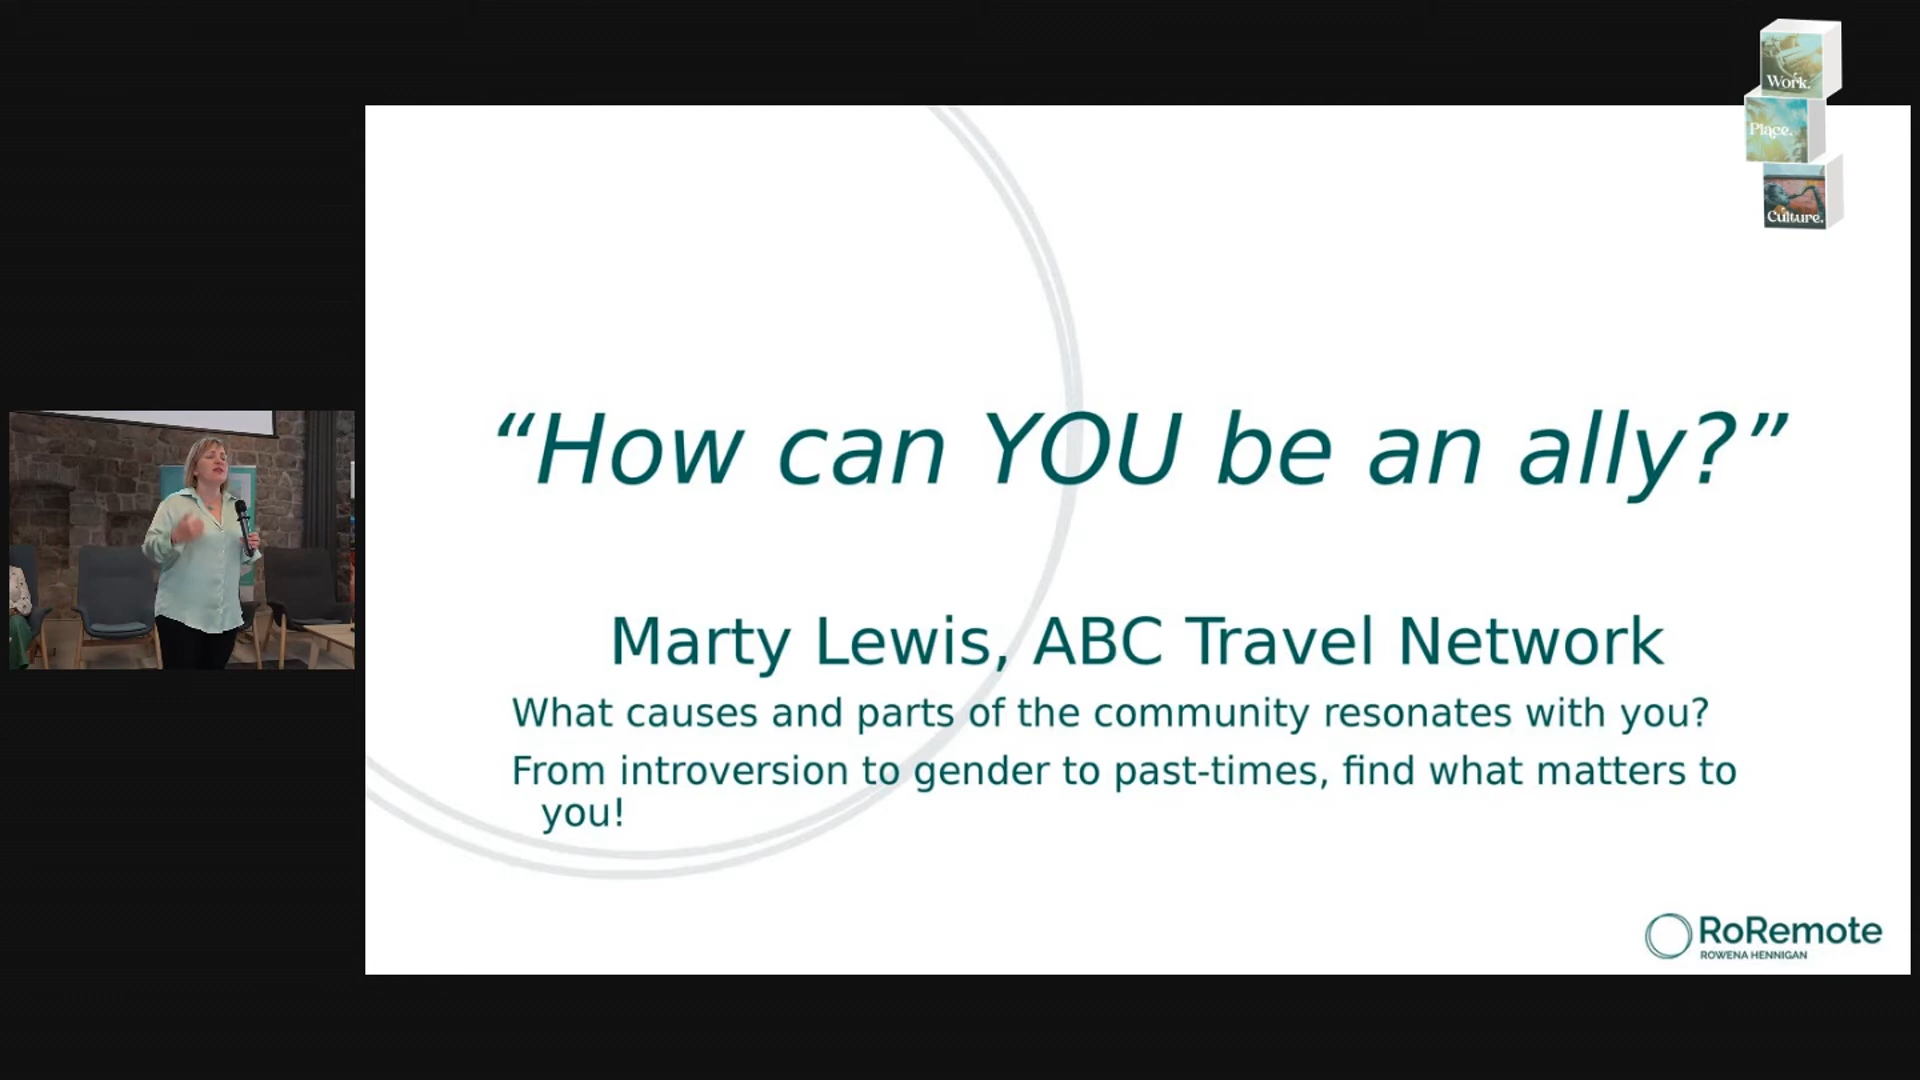 Work.
Place.
Culture.
“How can YOU be an ally?”
Marty Lewis, ABC Travel Network
What causes and parts of the community resonates with you?
From introversion to gender to past-times, find what matters to
you!
RoRemote
ROWENA HENNIGAN